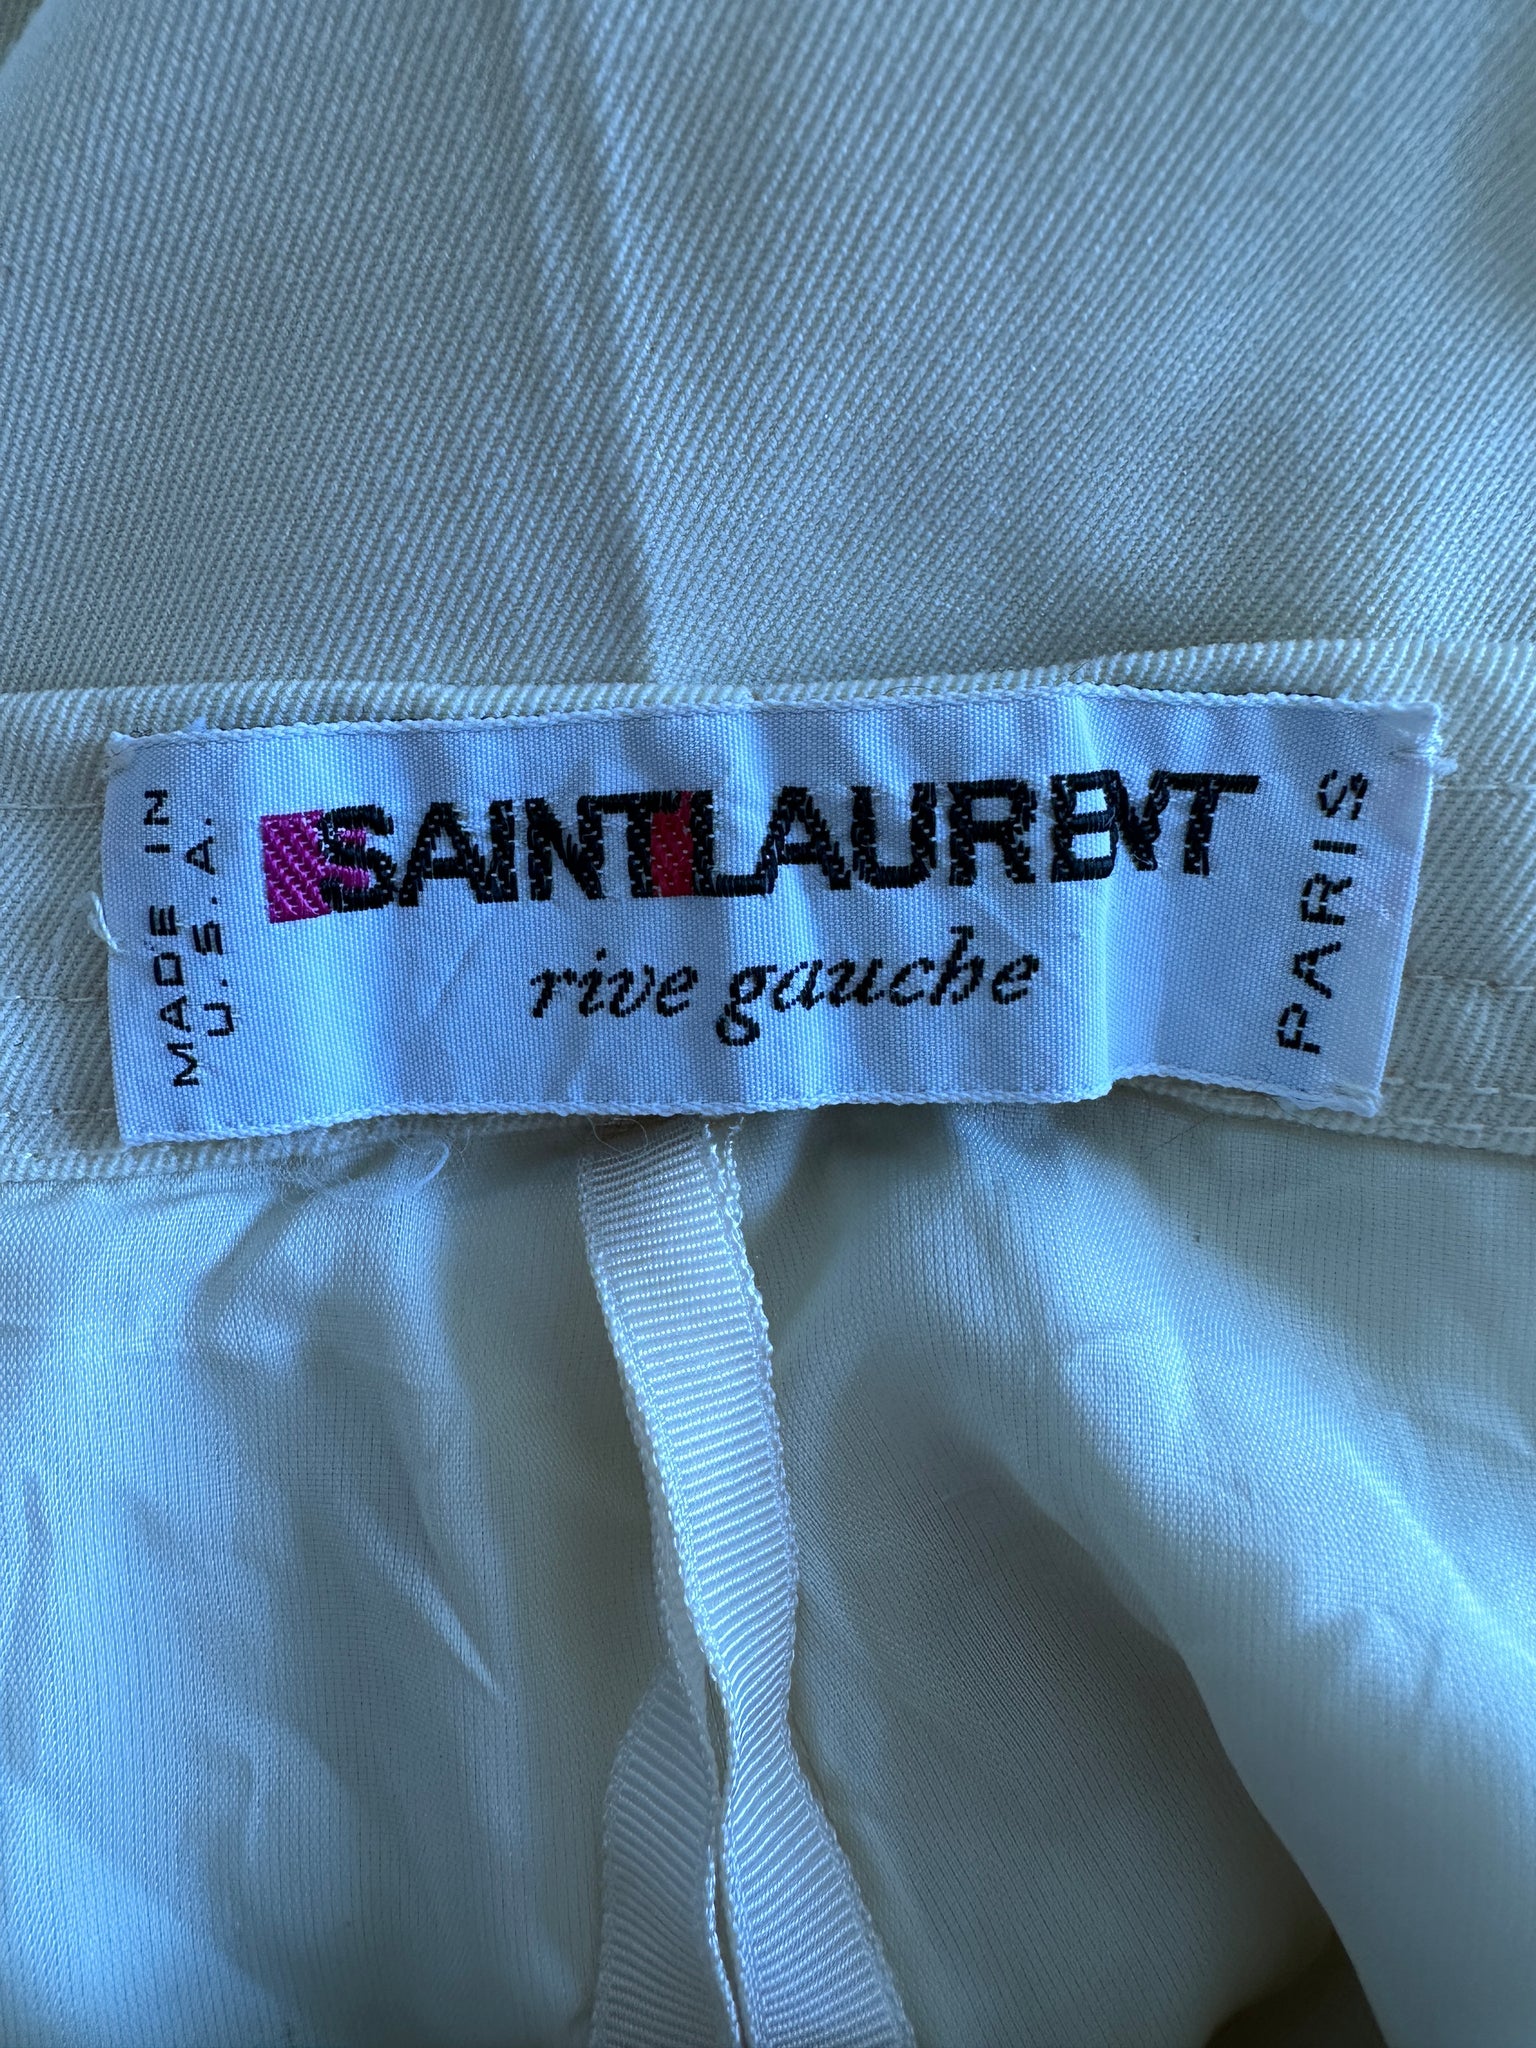 MADE IN
U.S.A.
SAINT LAURENT
rive gauche
PARIS